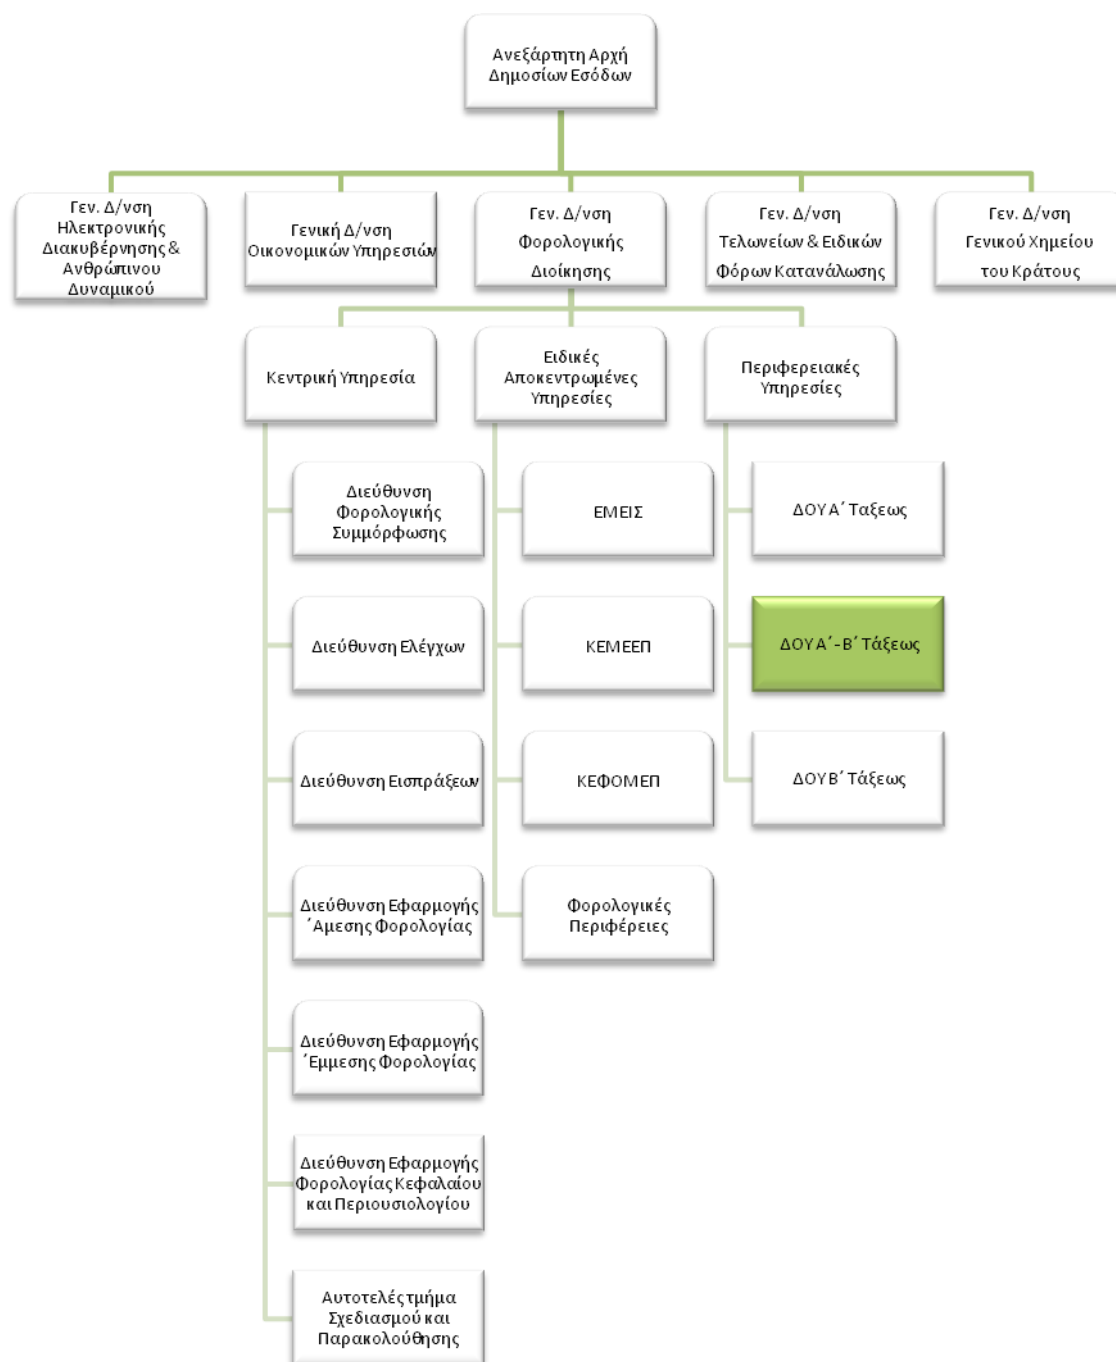 Ανεξάρτητη Αρχή
Δημοσίων Εσόδων
Γεν. Δ/νση
Ηλεκτρονικής
Διακυβέρνησης &
Ανθρώπινου
Δυναμικού
Γενική Δ/νση
Οικονομικών Υπηρεσιών
Γεν. Δ/νση
Φορολογικής
Διοίκησης
Γεν. Δ/νση
Τελωνείων & Ειδικών
Φόρων Κατανάλωσης
Γεν. Δ/νση
Γενικού Χημείου
του Κράτους
Κεντρική Υπηρεσία
Ειδικές
Αποκεντρωμένες
Υπηρεσίες
Περιφερειακές
Υπηρεσίες
Διεύθυνση
Φορολογικής
Συμμόρφωσης
ΕΜΕΙΣ
ΔΟΥ Α΄ Ταξεως
Διεύθυνση Ελέγχων
ΚΕΜΕΕΠ
ΔΟΥ Α΄ - Β΄ Τάξεως
Διεύθυνση Εισπράξεων
ΚΕΦΟΜΕΠ
ΔΟΥ Β΄ Τάξεως
Διεύθυνση Εφαρμογής
΄Αμεσης Φορολογίας
Φορολογικές
Περιφέρειες
Διεύθυνση Εφαρμογής
΄Εμμεσης Φορολογίας
Διεύθυνση Εφαρμογής
Φορολογίας Κεφαλαίου
και Περιουσιολογίου
Αυτοτελές τμήμα
Σχεδιασμού και
Παρακολούθησης